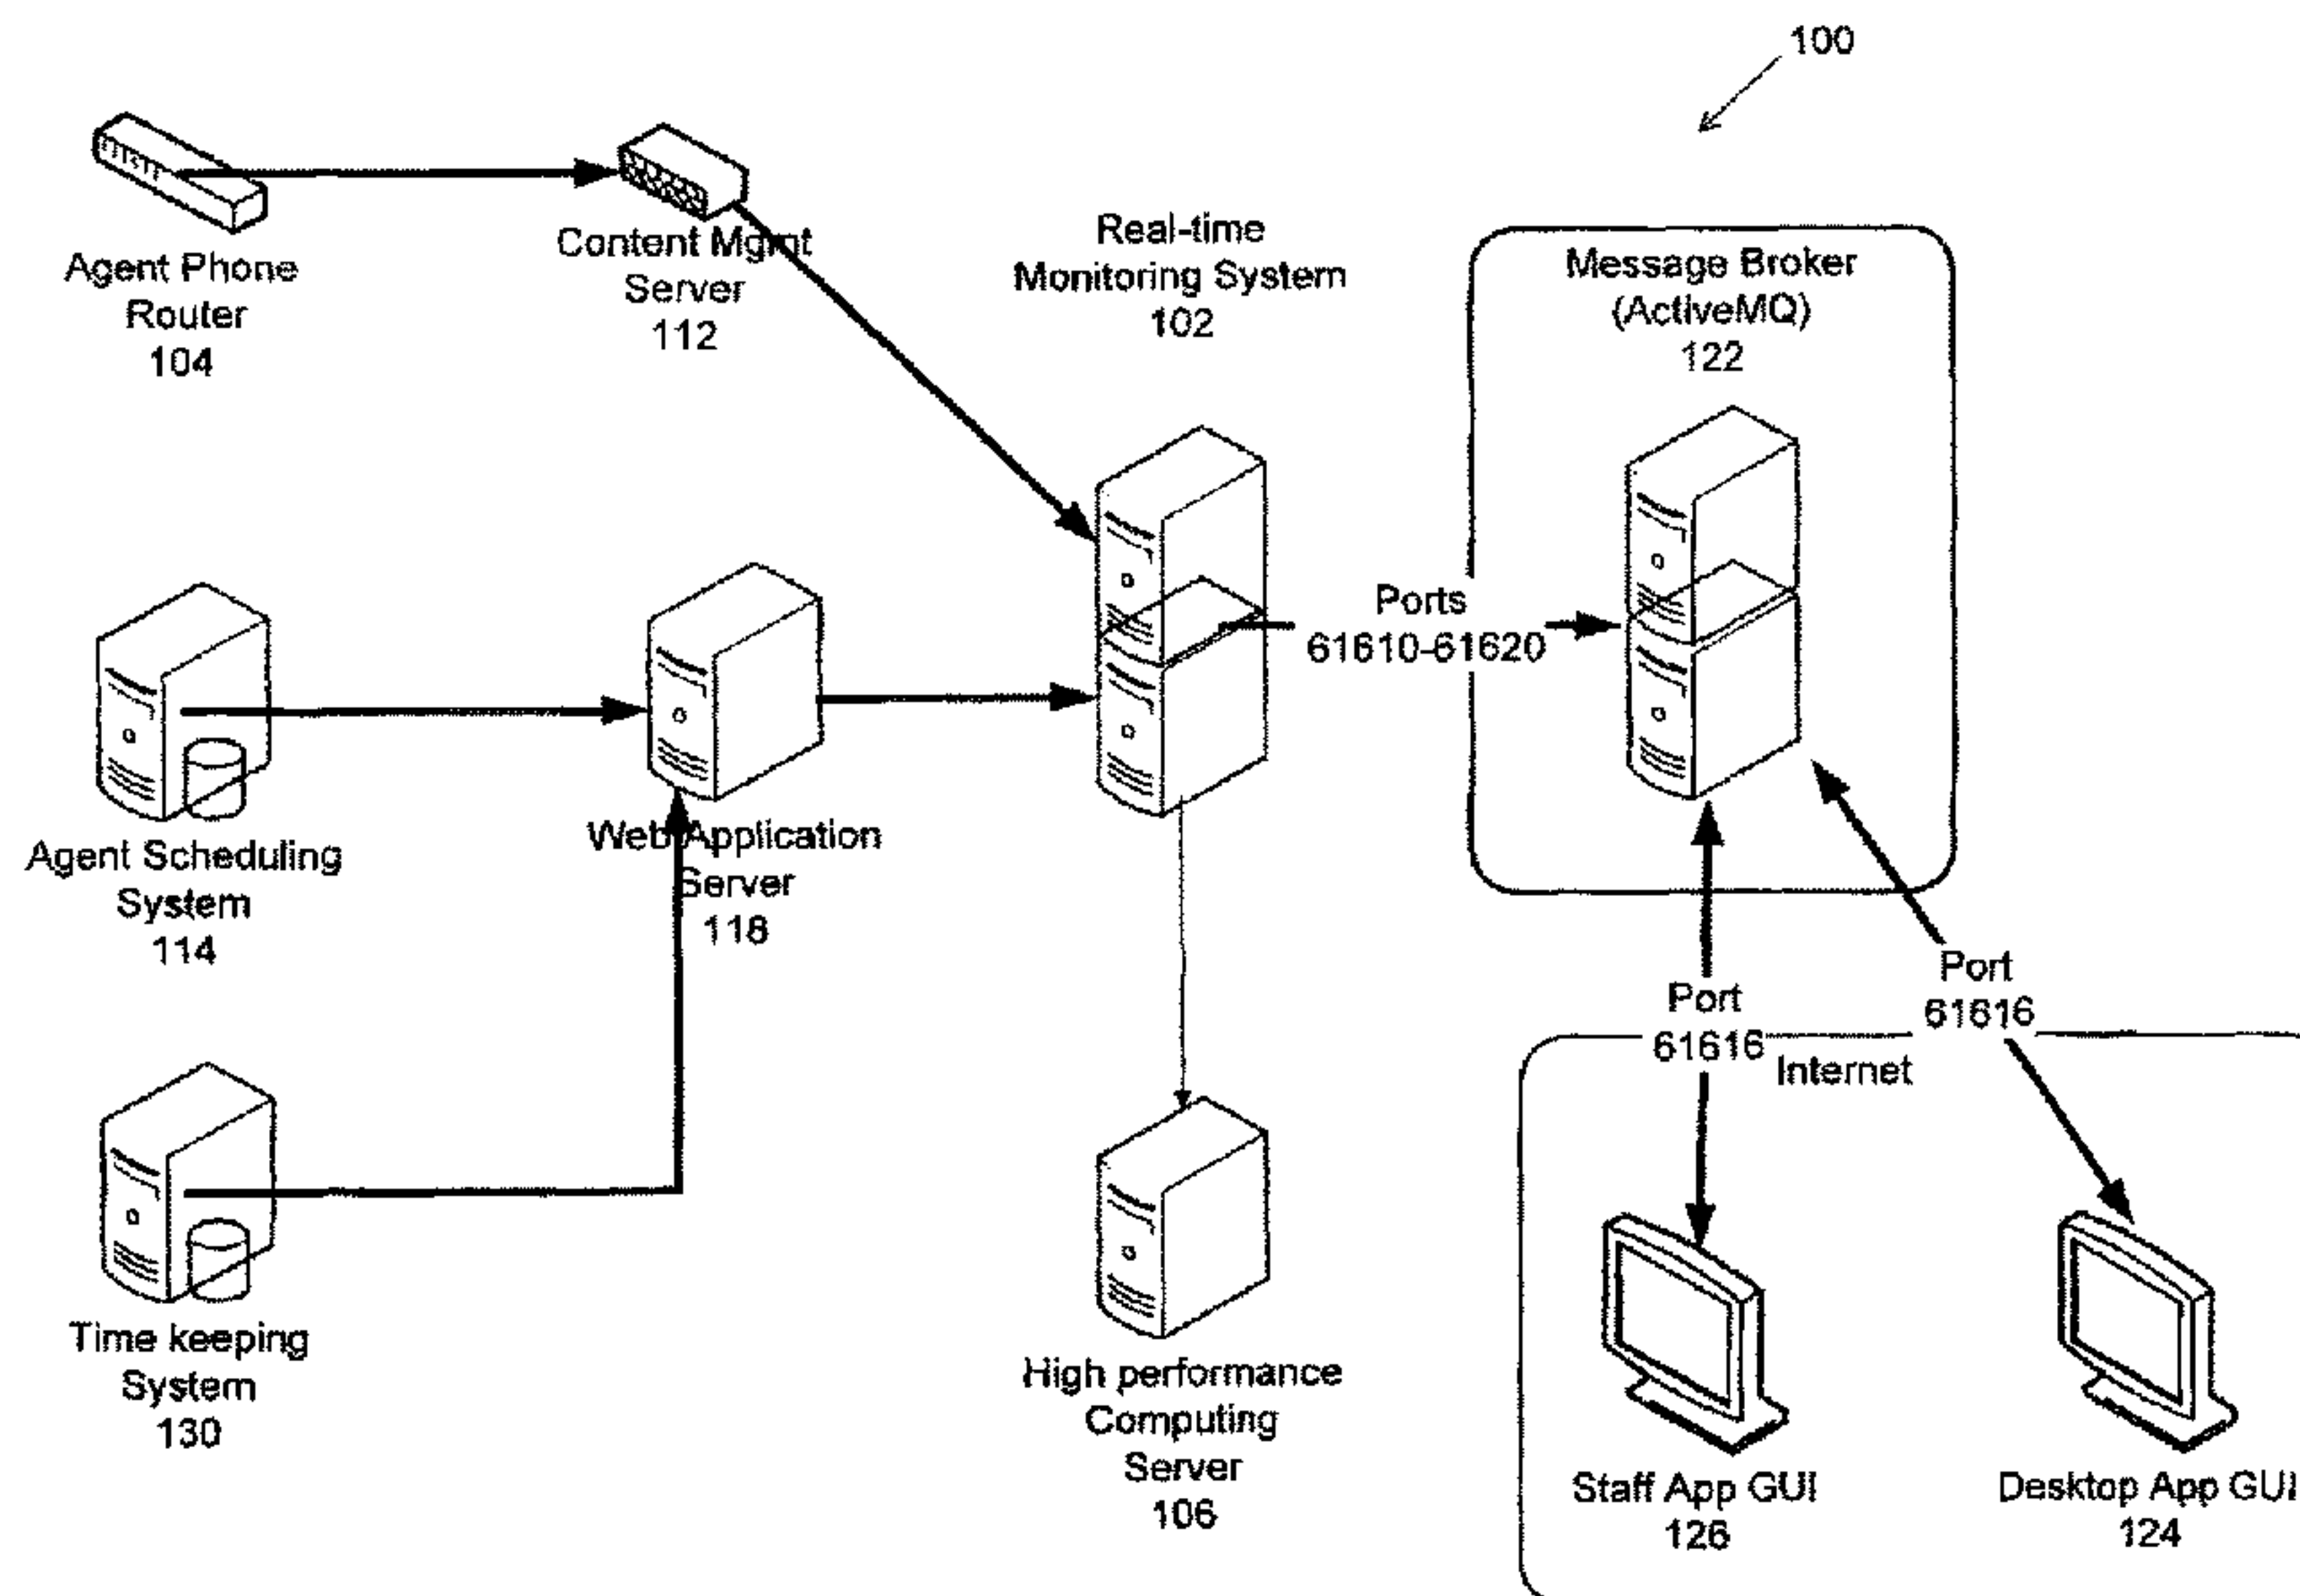 100
Agent Phone
Router
104
Content Mgmt
Server
112
Real-time
Monitoring System
102
Message Broker
(ActiveMQ)
122
Ports
61610-61620
Agent Scheduling
System
114
Web Application
Server
118
Port
61616
Port
61616
Internet
Time keeping
System
130
High performance
Computing
Server
106
Staff App GUI
126
Desktop App GUI
124